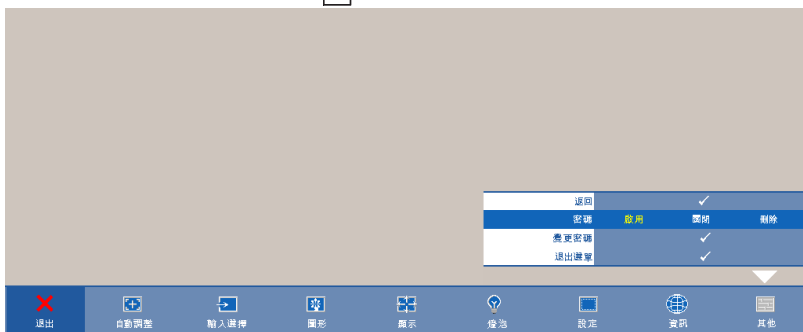 返回
密碼 啟用 關閉 刪除
變更密碼
退出選單
退出 自動調整 輸入選擇 圖形 顯示 燈泡 設定 資訊 其他